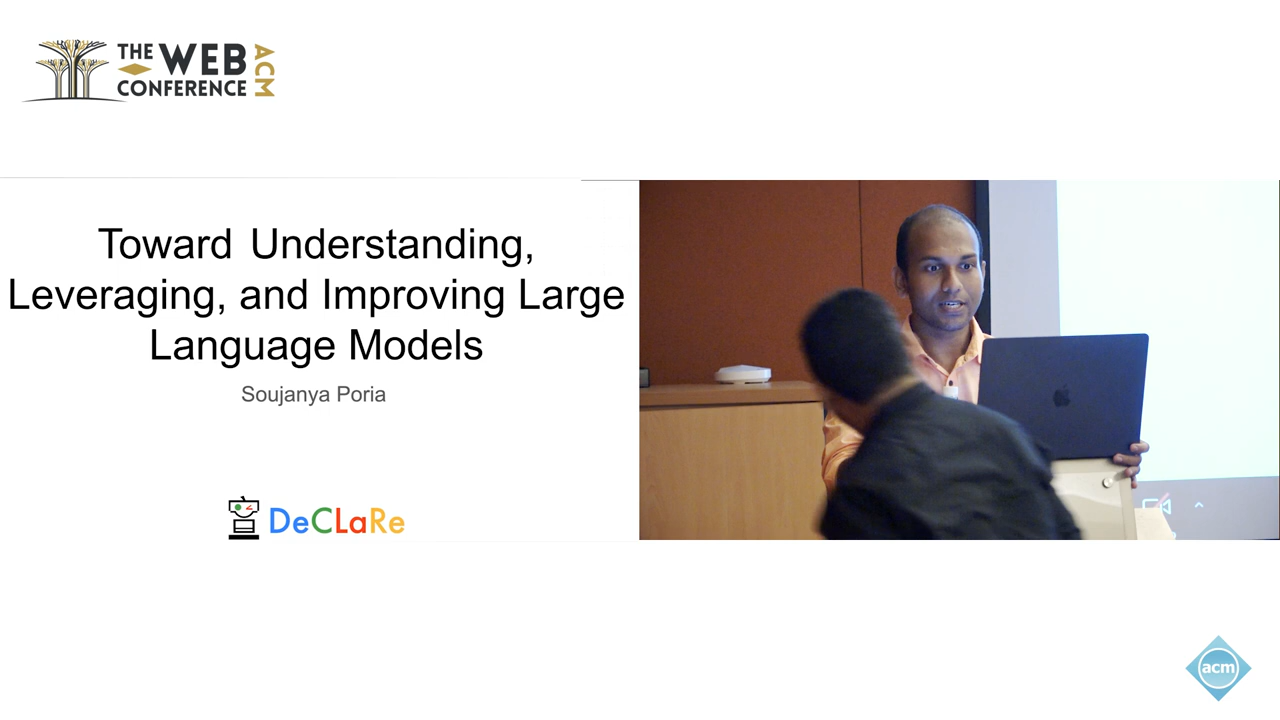 THE WEB
CONFERENCE
ACM
Toward Understanding,
Leveraging, and Improving Large
Language Models
Soujanya Poria
DeCLaRe
acm